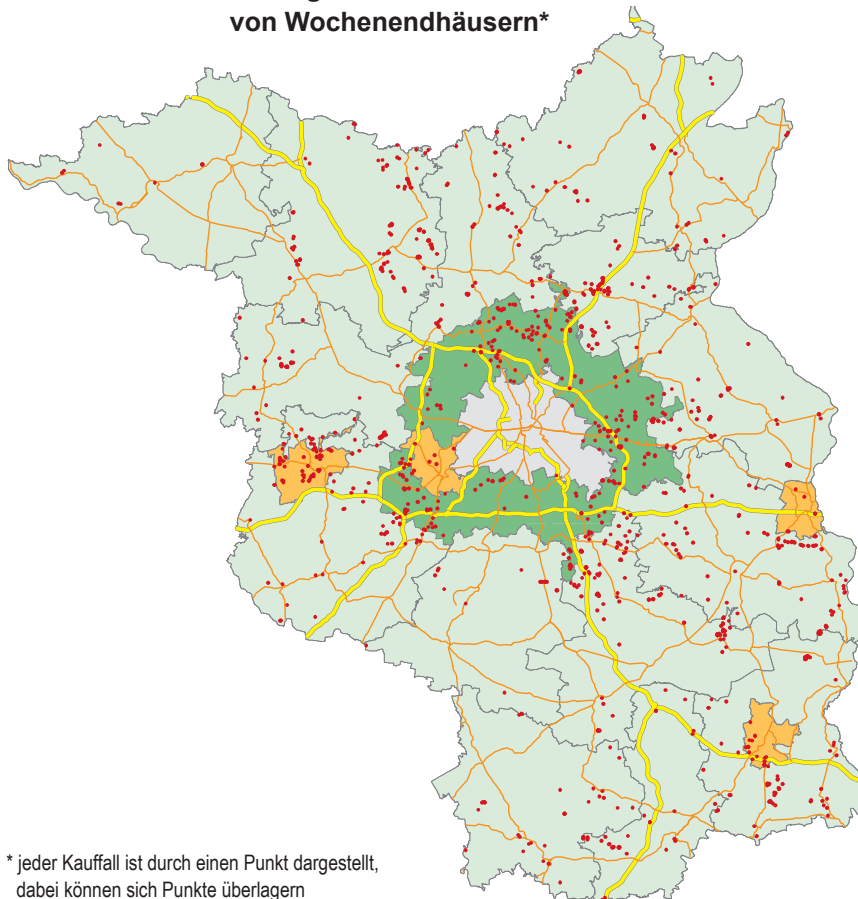 von Wochenendhäusern*
* jeder Kauffall ist durch einen Punkt dargestellt,
dabei können sich Punkte überlagern